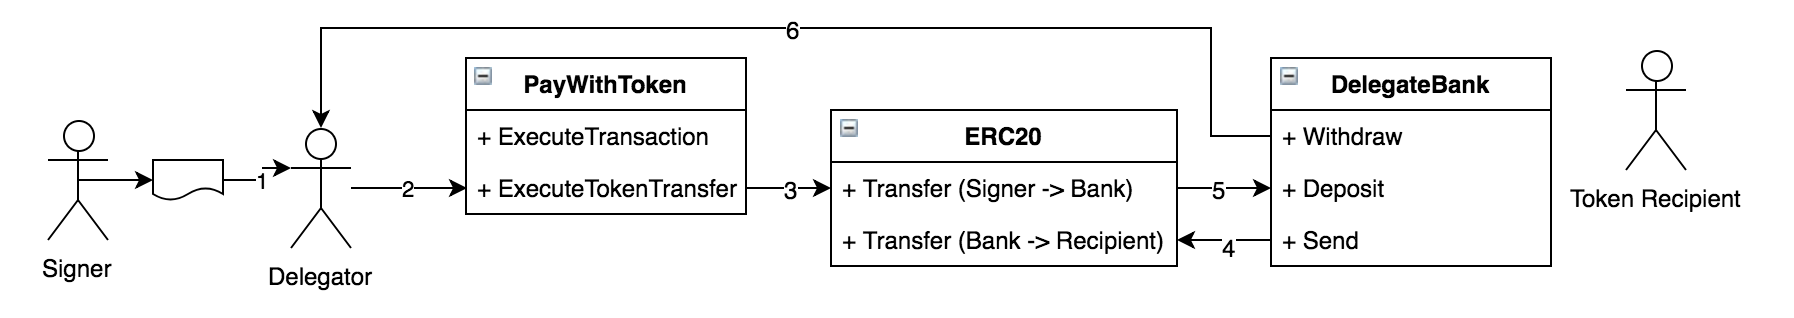 6
PayWithToken
DelegateBank
ERC20
+ ExecuteTransaction
+ Withdraw
1
2
+ ExecuteTokenTransfer
3
+ Transfer (Signer -> Bank)
5
+ Deposit
Token Recipient
+ Transfer (Bank -> Recipient)
4
+ Send
Signer
Delegator